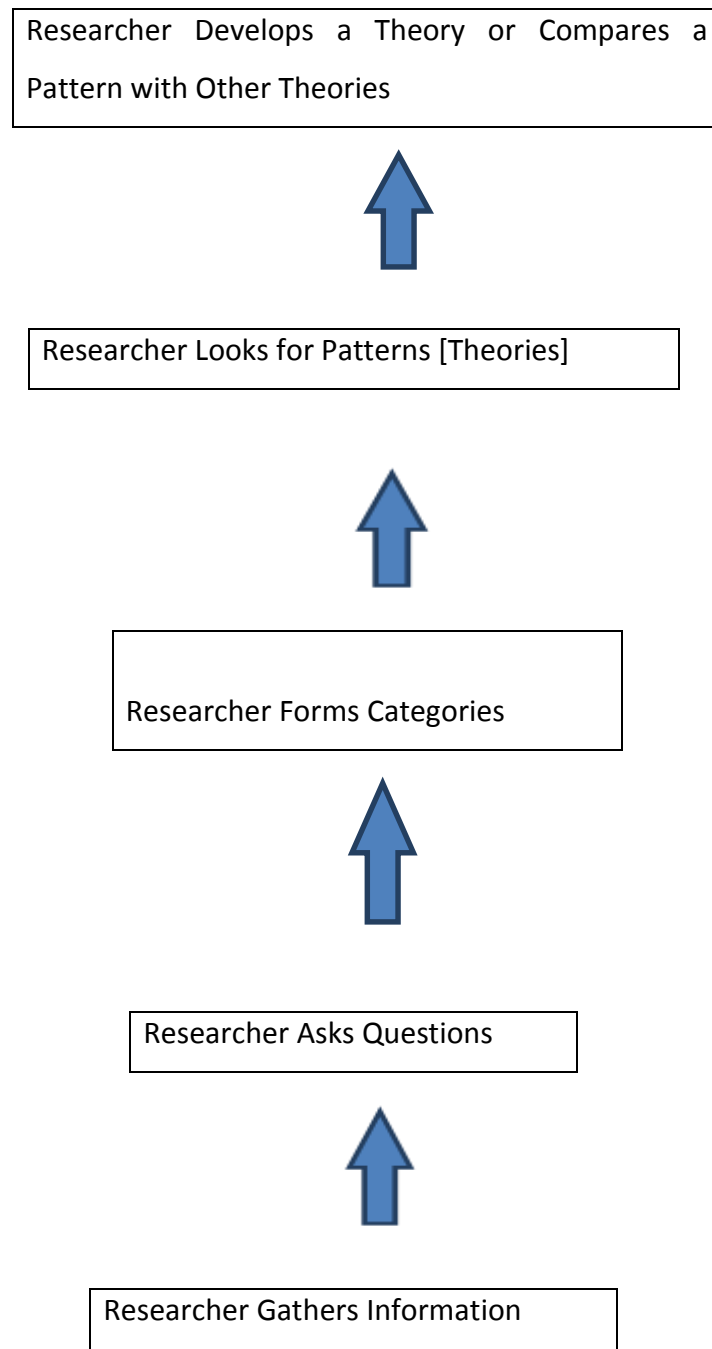 Researcher Develops a Theory or Compares a
Pattern with Other Theories
Researcher Looks for Patterns [Theories]
Researcher Forms Categories
Researcher Asks Questions
Researcher Gathers Information